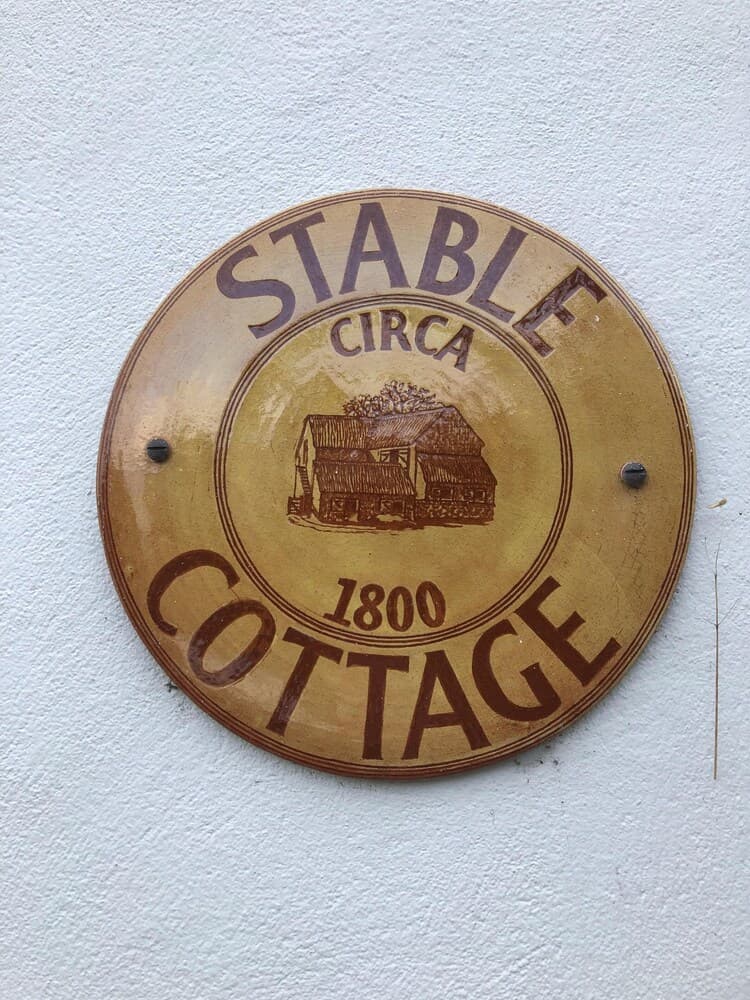 STABLE
CIRCA
1800
COTTAGE